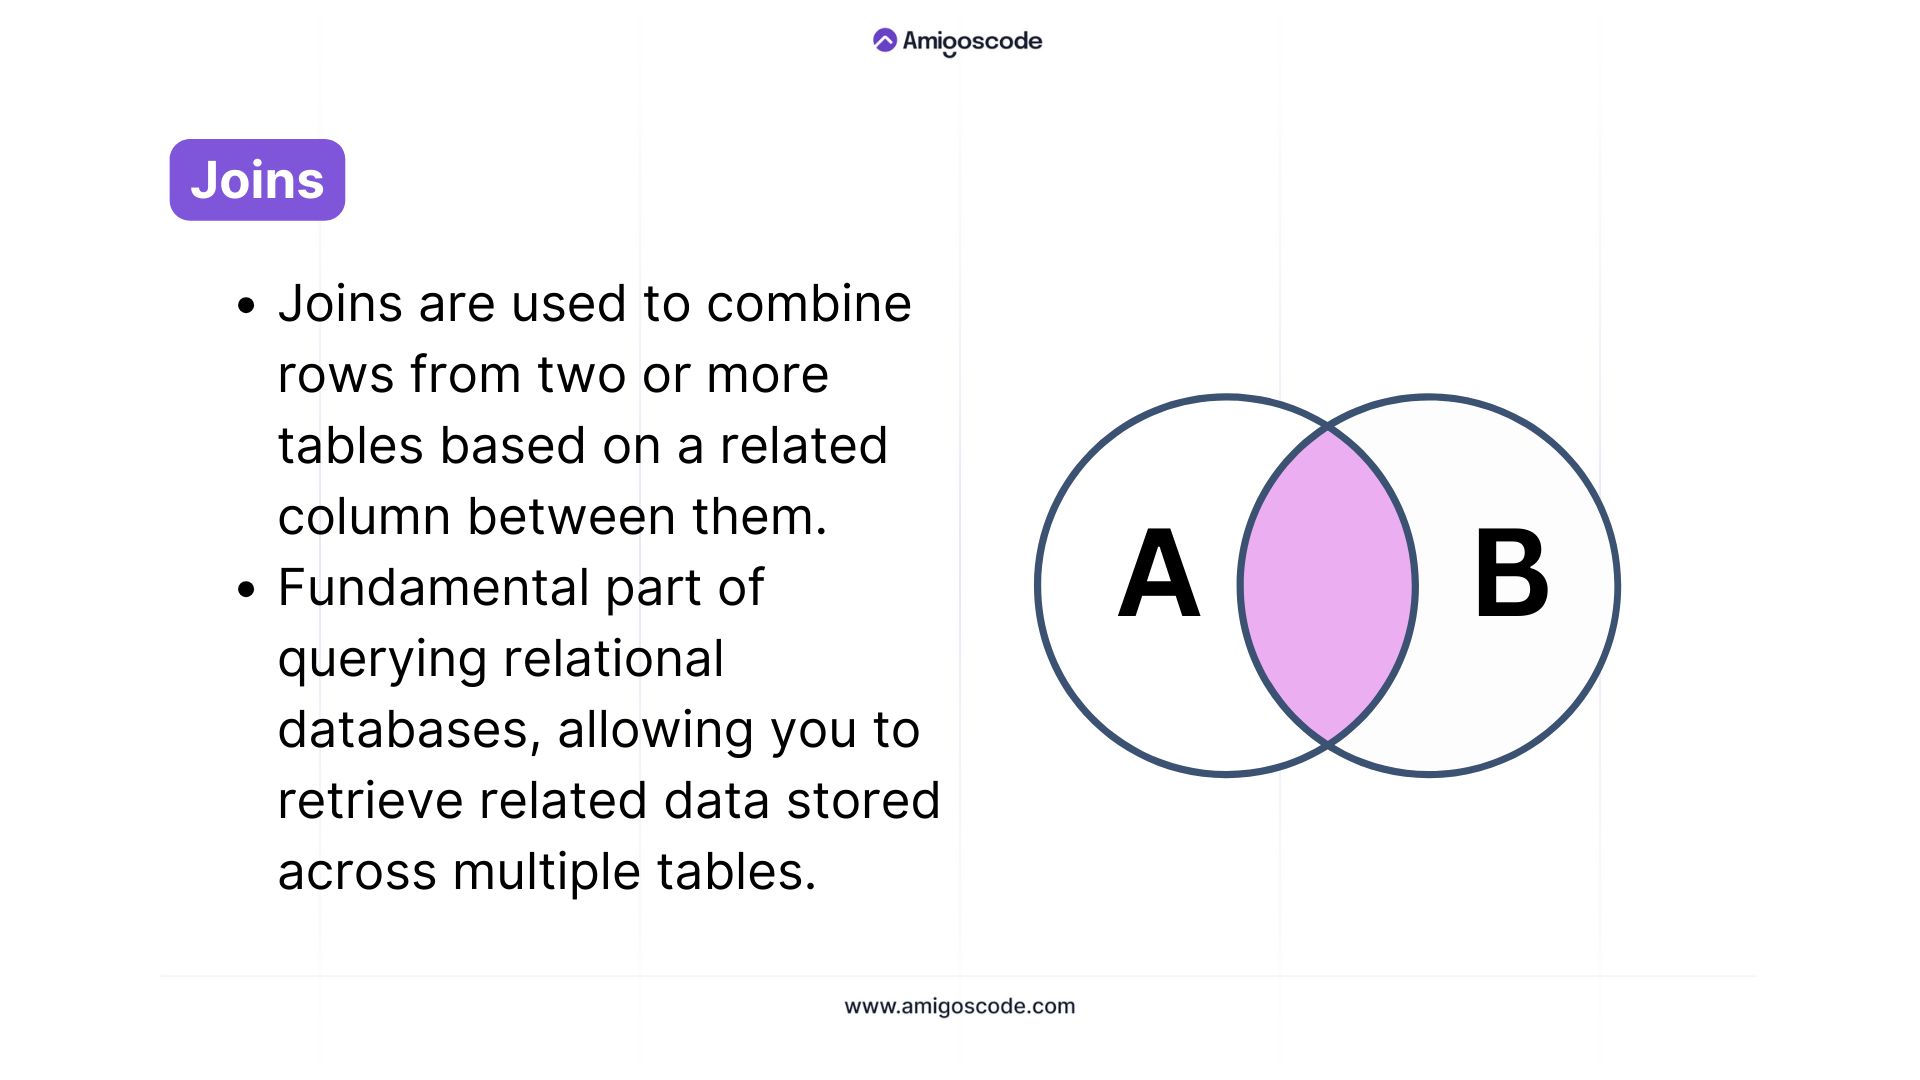 Amigoscode
Joins
• Joins are used to combine
rows from two or more
tables based on a related
column between them.
• Fundamental part of
querying relational
databases, allowing you to
retrieve related data stored
across multiple tables.
A B
www.amigoscode.com